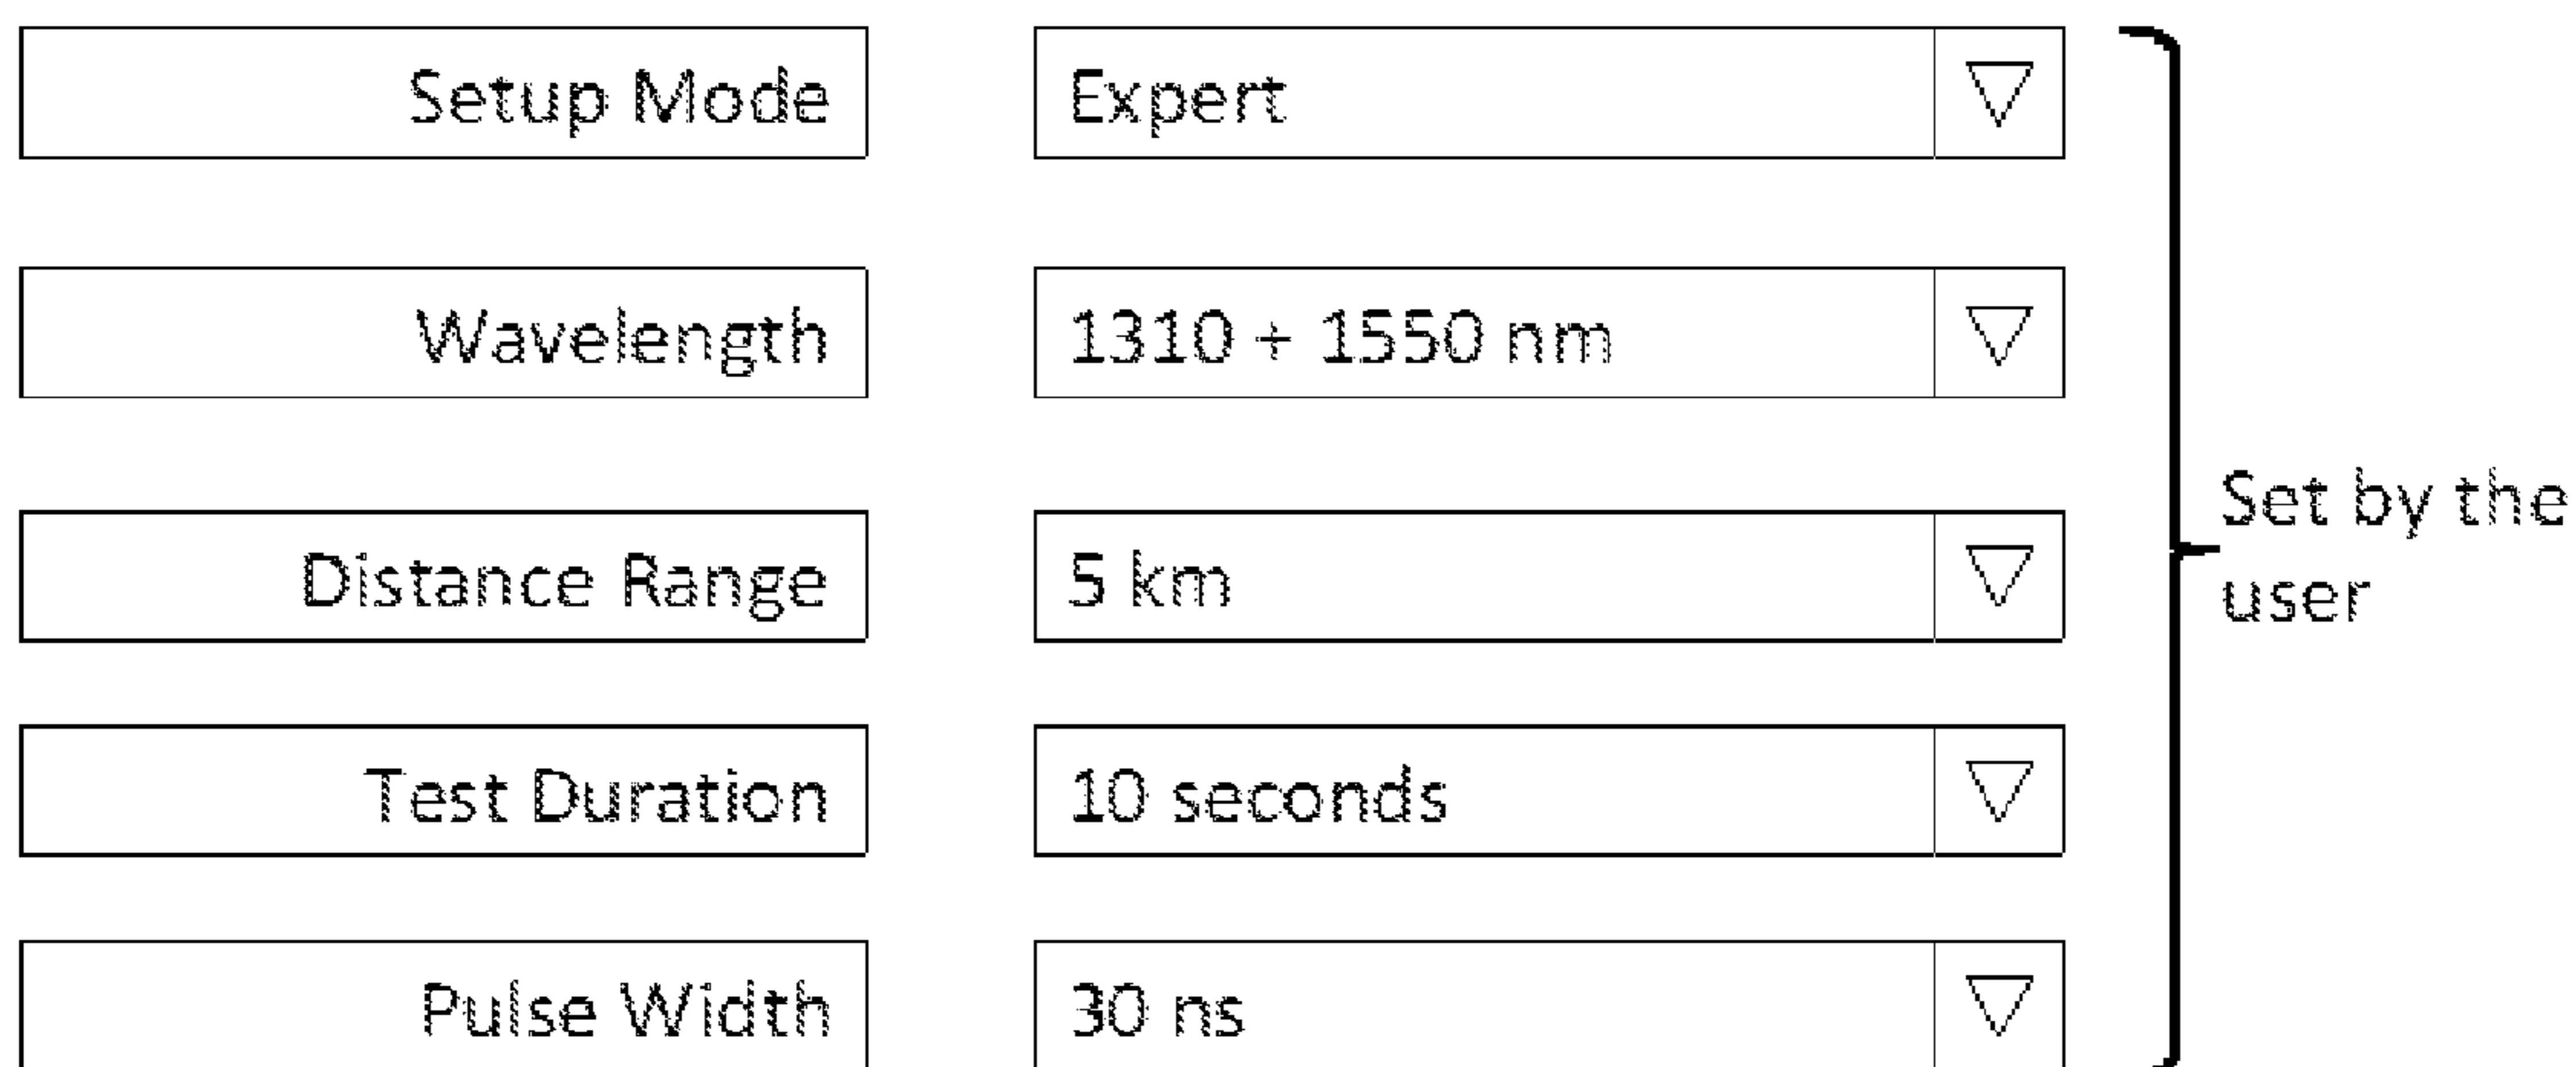 Setup Mode
Expert
Wavelength
1310 + 1550 nm
Distance Range
5 km
Test Duration
10 seconds
Pulse Width
30 ns
Set by the
user